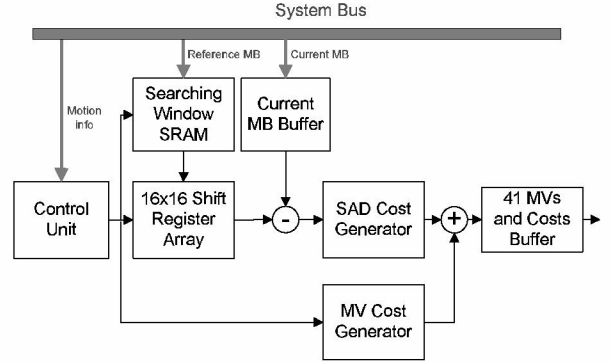 System Bus
Reference MB
Current MB
Motion
info
Searching
Window
SRAM
Current
MB Buffer
Control
Unit
16x16 Shift
Register
Array
-
SAD Cost
Generator
+
41 MVs
and Costs
Buffer
MV Cost
Generator